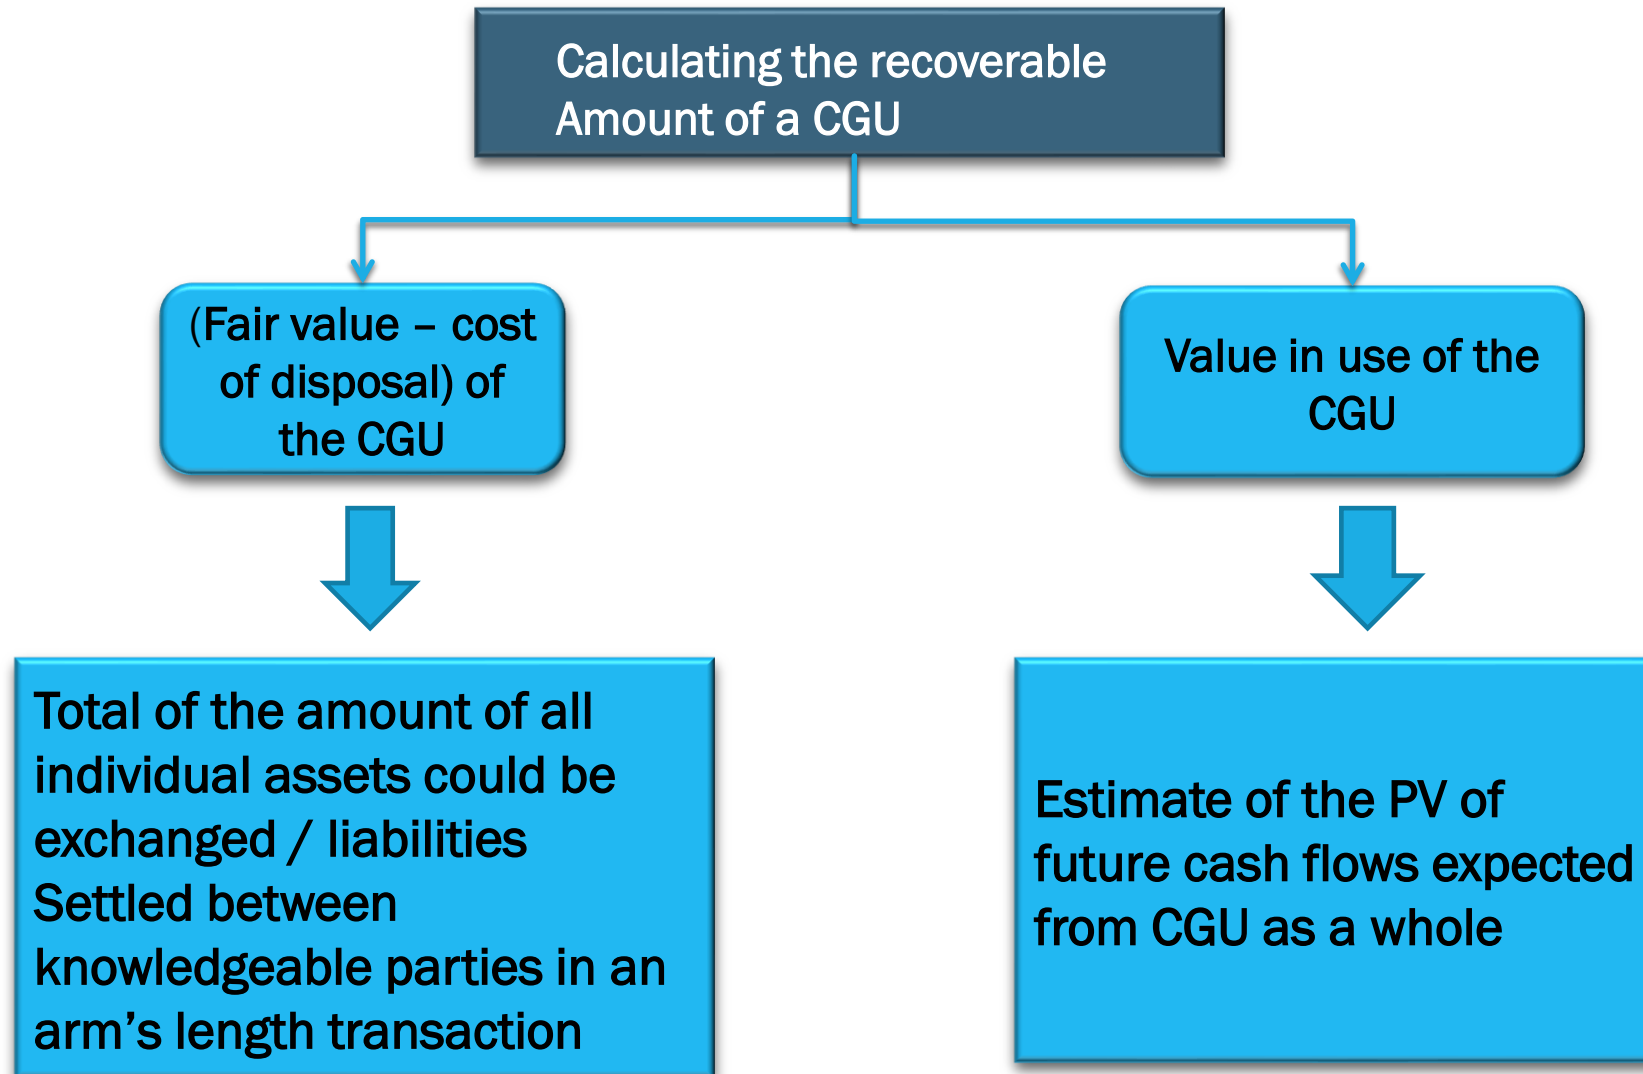 Calculating the recoverable
Amount of a CGU
(Fair value – cost
of disposal) of
the CGU
Value in use of the
CGU
Total of the amount of all
individual assets could be
exchanged / liabilities
Settled between
knowledgeable parties in an
arm’s length transaction
Estimate of the PV of
future cash flows expected
from CGU as a whole